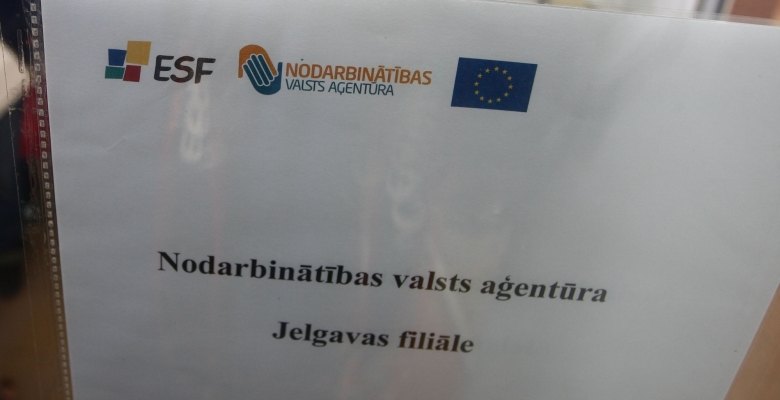 ESF
NODARBINĀTĪBAS
VALSTS AĢENTŪRA
Nodarbinātības valsts aģentūra
Jelgavas filiāle